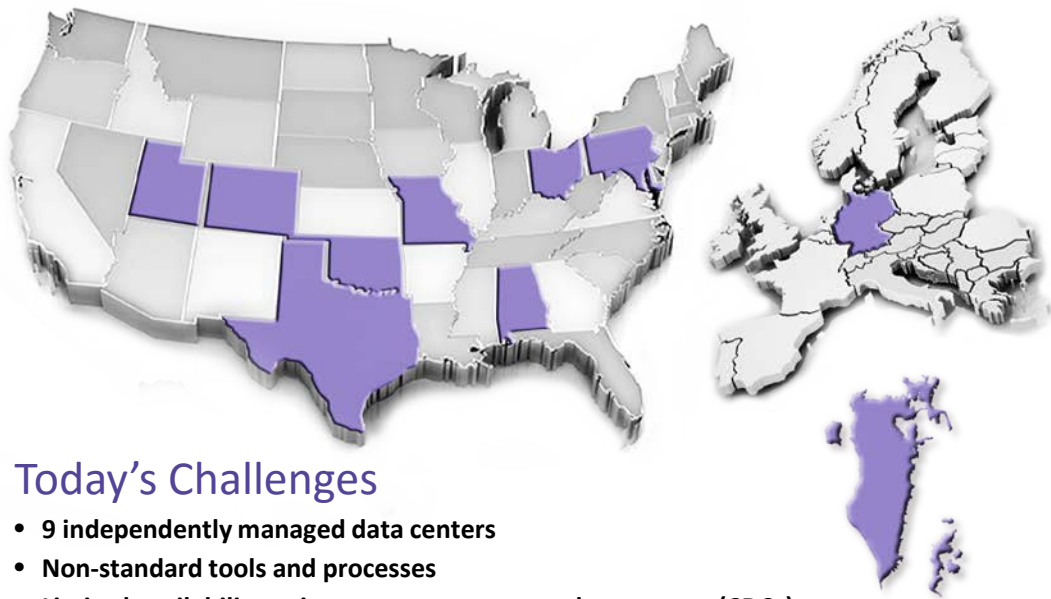 Today's Challenges
• 9 independently managed data centers
• Non-standard tools and processes